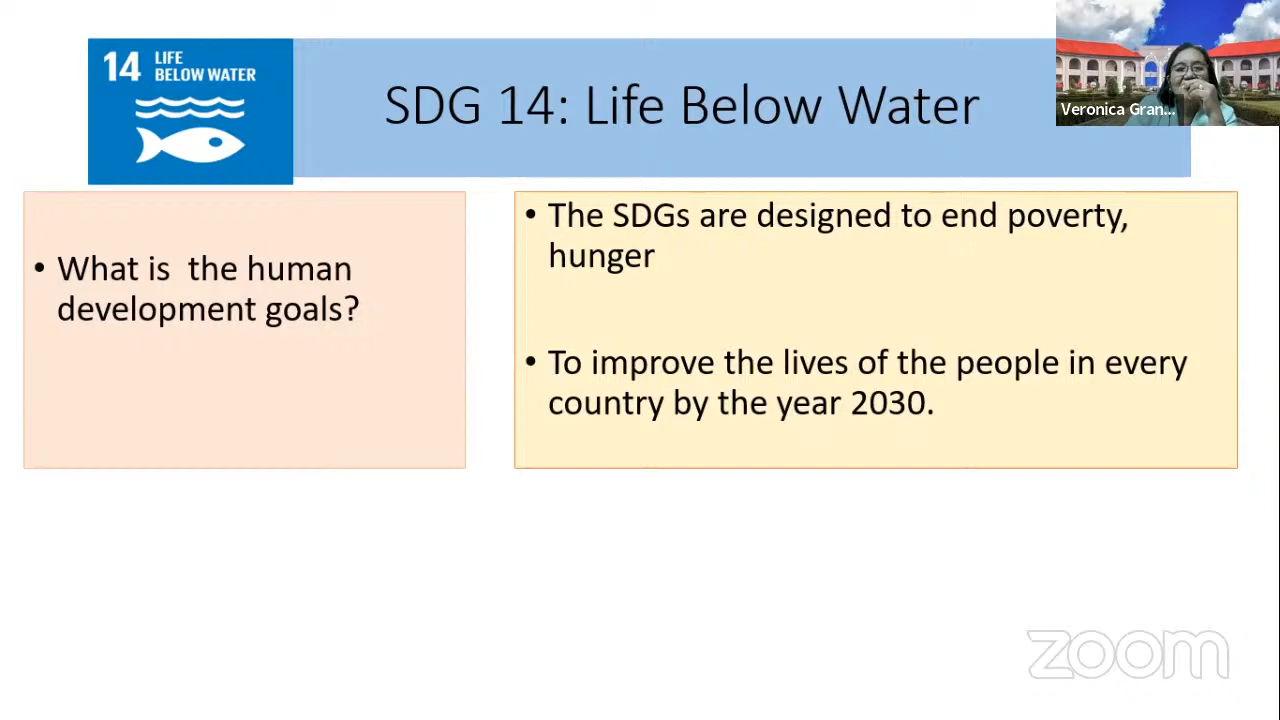 14 LIFE
BELOW WATER
SDG 14: Life Below Water
Veronica Gran...
• What is the human
development goals?
• The SDGs are designed to end poverty,
hunger
• To improve the lives of the people in every
country by the year 2030.
zoom